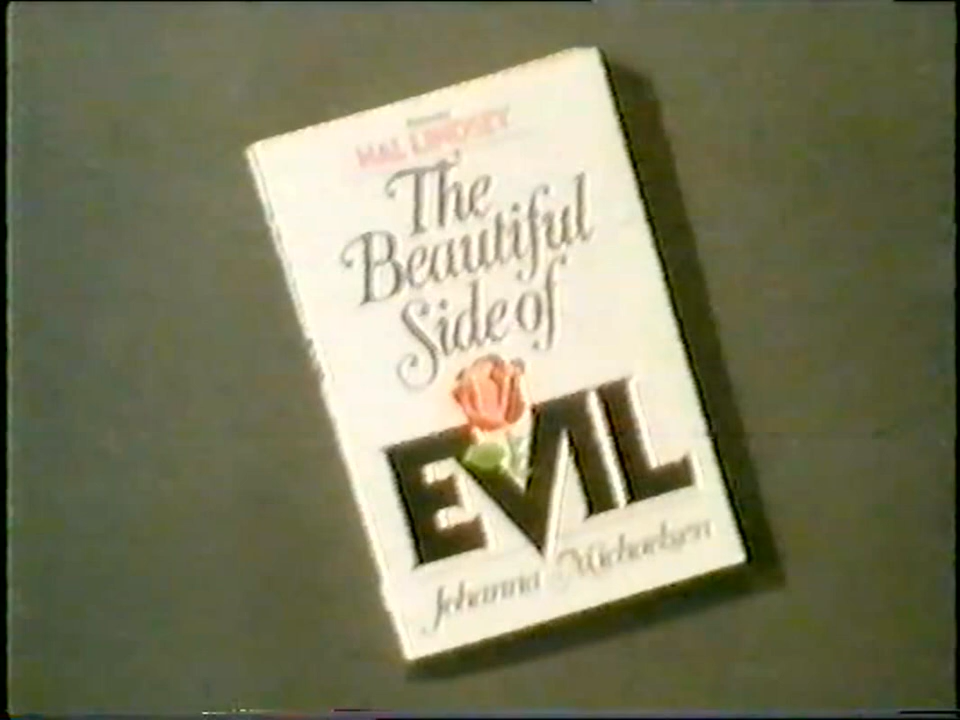 HAL LINDSEY
The
Beautiful
Side of
EVIL
Johanna Michaelsen